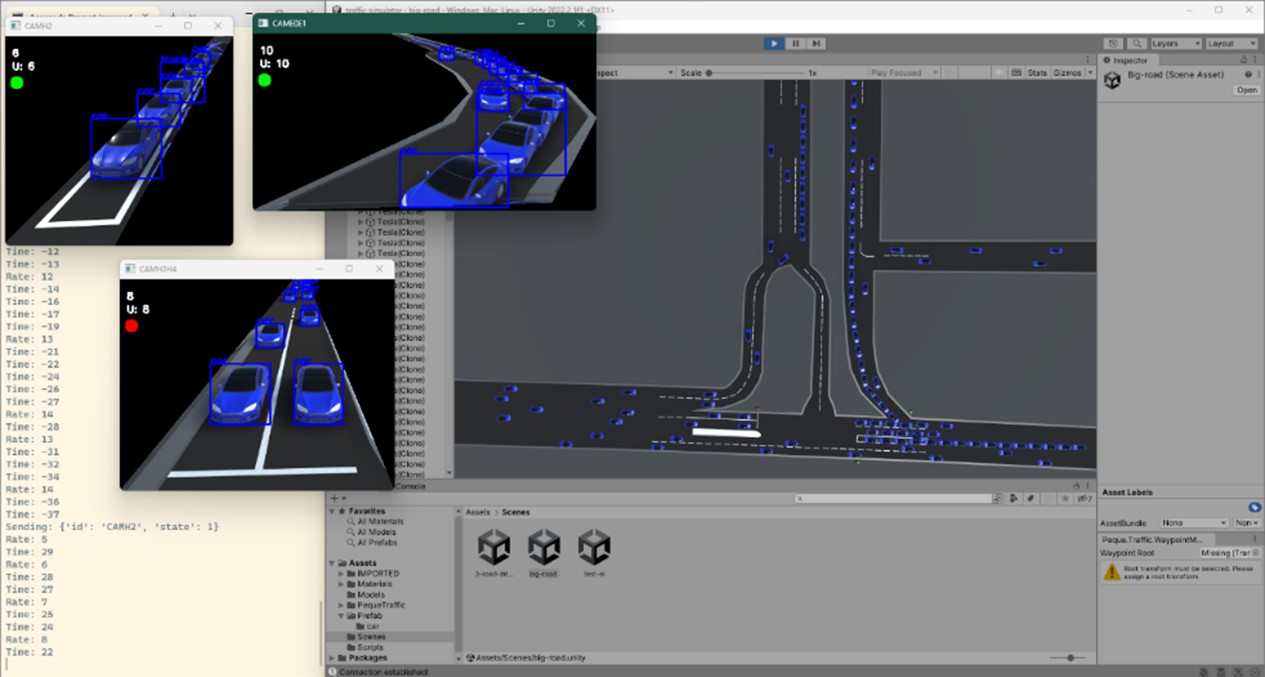 traffic simulator - big road - Windows, Mac, Linux - Unity 2022.2.1f1 <DX11>
CAMH2
6
U: 6
CAM0E1
10
U: 10
CAMH3H4
8
U: 8
Time: -12
Time: -13
Rate: 12
Time: -14
Time: -16
Time: -17
Time: -19
Rate: 13
Time: -21
Time: -22
Time: -24
Time: -26
Time: -27
Rate: 14
Time: -28
Rate: 13
Time: -31
Time: -32
Time: -34
Rate: 14
Time: -36
Time: -37
Sending: {'id': 'CAMH2', 'state': 1}
Rate: 5
Time: 29
Rate: 6
Time: 28
Time: 27
Rate: 7
Time: 25
Time: 24
Rate: 8
Time: 22
spect
Scale
1x
Play Focused
Stats
Gizmos
Layers
Layout
Tesla(Clone)
Tesla(Clone)
Tesla(Clone)
Tesla(Clone)
Inspector
Big-road (Scene Asset)
Open
Console
Favorites
All Materials
All Models
All Prefabs
Assets
IMPORTED
Materials
Models
PequeTraffic
Prefab
car
Scenes
Scripts
Packages
Assets > Scenes
3-road-int...
big-road
test-ai
Assets/Scenes/big-road.unity
Asset Labels
AssetBundle
None
Non
Peque.Traffic.WaypointM...
Waypoint Root
Missing (Trar
Root transform must be selected. Please
assign a root transform
Connection established!